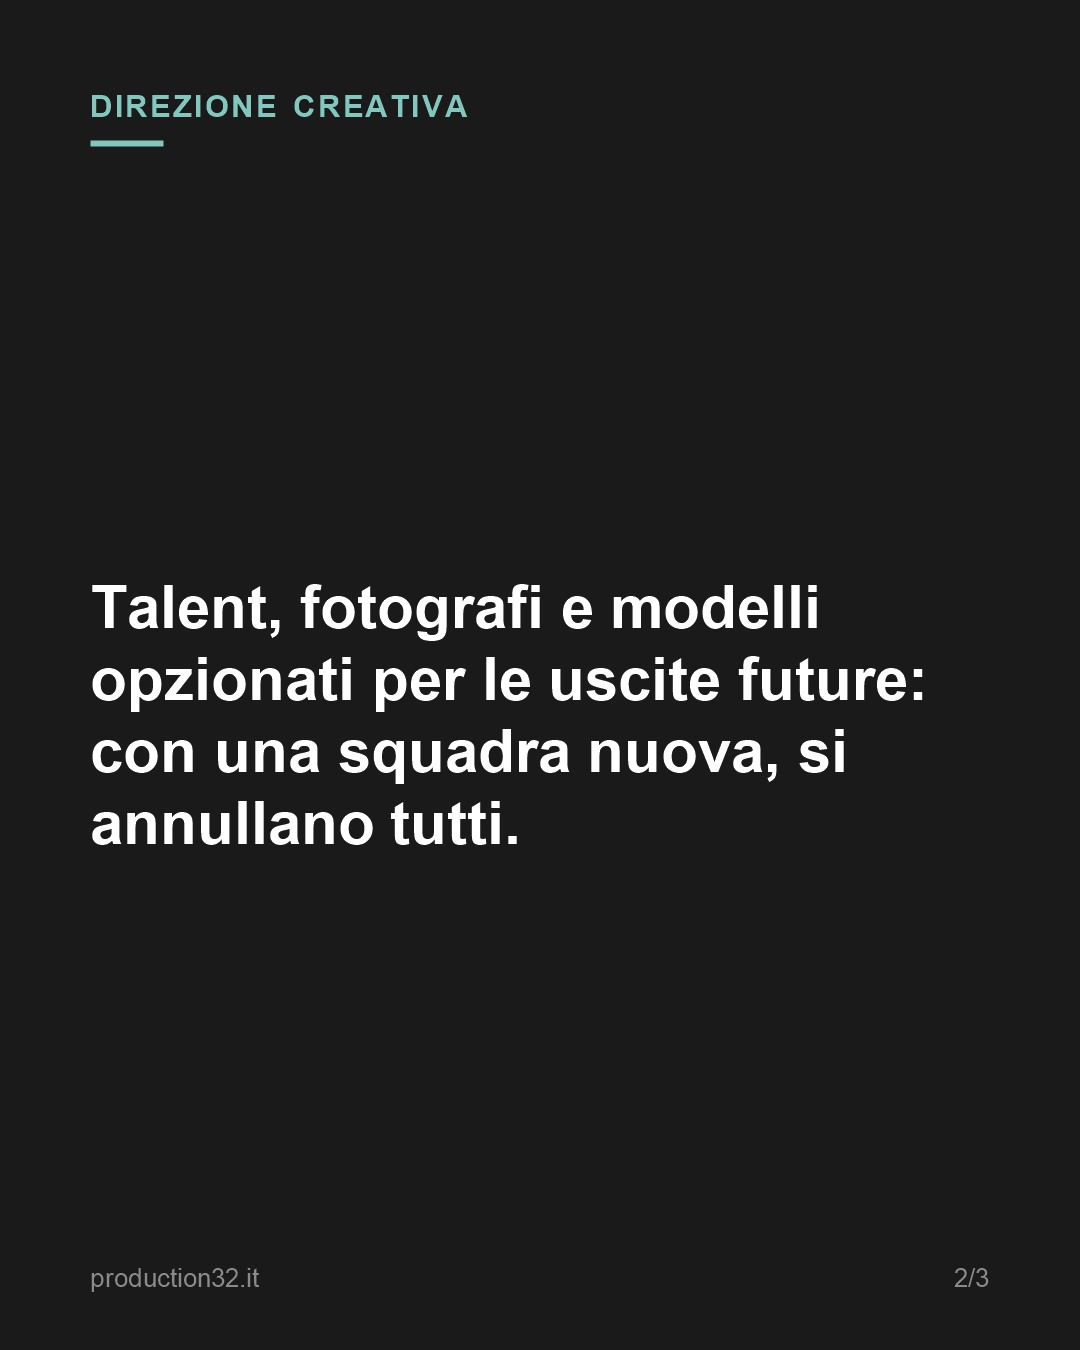 DIREZIONE CREATIVA
Talent, fotografi e modelli
opzionati per le uscite future:
con una squadra nuova, si
annullano tutti.
production32.it
2/3